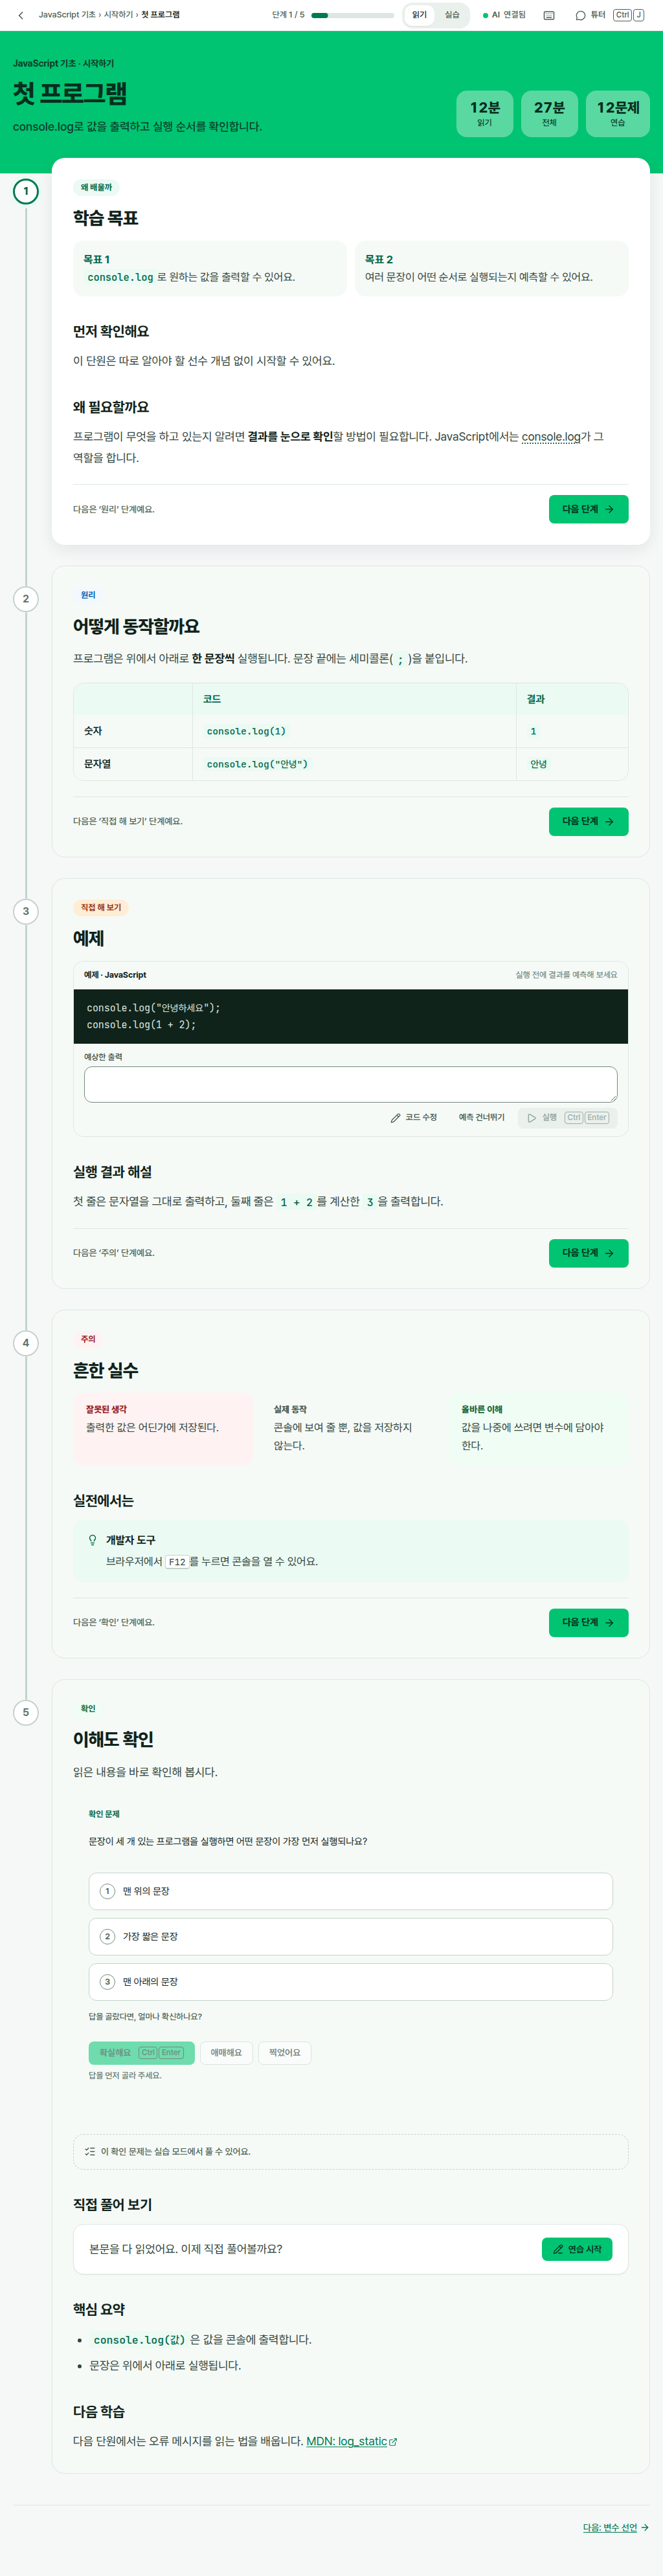 JavaScript 기초 › 시작하기 › 첫 프로그램
단계 1 / 5
읽기 실습
AI 연결됨
튜터 Ctrl J
JavaScript 기초 · 시작하기
첫 프로그램
console.log로 값을 출력하고 실행 순서를 확인합니다.
12분
읽기
27분
전체
12문제
연습
1
왜 배울까
학습 목표
목표 1
console.log 로 원하는 값을 출력할 수 있어요.
목표 2
여러 문장이 어떤 순서로 실행되는지 예측할 수 있어요.
먼저 확인해요
이 단원은 따로 알아야 할 선수 개념 없이 시작할 수 있어요.
왜 필요할까요
프로그램이 무엇을 하고 있는지 알려면 결과를 눈으로 확인할 방법이 필요합니다. JavaScript에서는 console.log가 그
역할을 합니다.
다음은 ‘원리’ 단계예요.
다음 단계
2
원리
어떻게 동작할까요
프로그램은 위에서 아래로 한 문장씩 실행됩니다. 문장 끝에는 세미콜론( ; )을 붙입니다.
코드 결과
숫자 console.log(1) 1
문자열 console.log("안녕") 안녕
다음은 ‘직접 해 보기’ 단계예요.
다음 단계
3
직접 해 보기
예제
예제 · JavaScript
실행 전에 결과를 예측해 보세요
console.log("안녕하세요");
console.log(1 + 2);
예상한 출력
코드 수정
예측 건너뛰기
실행 Ctrl Enter
실행 결과 해설
첫 줄은 문자열을 그대로 출력하고, 둘째 줄은 1 + 2 를 계산한 3 을 출력합니다.
다음은 ‘주의’ 단계예요.
다음 단계
4
주의
흔한 실수
잘못된 생각
출력한 값은 어딘가에 저장된다.
실제 동작
콘솔에 보여 줄 뿐, 값을 저장하지
않는다.
올바른 이해
값을 나중에 쓰려면 변수에 담아야
한다.
실전에서는
개발자 도구
브라우저에서 F12 를 누르면 콘솔을 열 수 있어요.
다음은 ‘확인’ 단계예요.
다음 단계
5
확인
이해도 확인
읽은 내용을 바로 확인해 봅시다.
확인 문제
문장이 세 개 있는 프로그램을 실행하면 어떤 문장이 가장 먼저 실행되나요?
1 맨 위의 문장
2 가장 짧은 문장
3 맨 아래의 문장
답을 골랐다면, 얼마나 확신하나요?
확실해요 Ctrl Enter
애매해요
찍었어요
답을 먼저 골라 주세요.
이 확인 문제는 실습 모드에서 풀 수 있어요.
직접 풀어 보기
본문을 다 읽었어요. 이제 직접 풀어볼까요?
연습 시작
핵심 요약
• console.log(값) 은 값을 콘솔에 출력합니다.
• 문장은 위에서 아래로 실행됩니다.
다음 학습
다음 단원에서는 오류 메시지를 읽는 법을 배웁니다. MDN: log_static
다음: 변수 선언